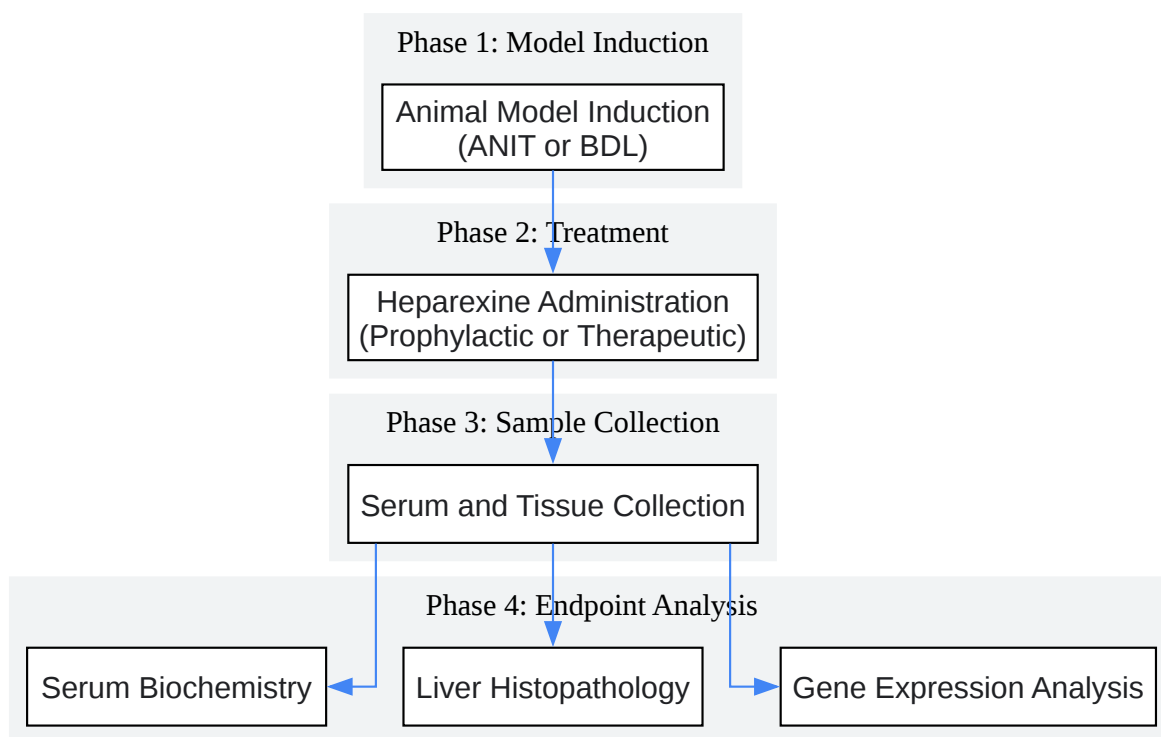 Phase 1: Model Induction
Animal Model Induction
(ANIT or BDL)
Phase 2: Treatment
Heparexine Administration
(Prophylactic or Therapeutic)
Phase 3: Sample Collection
Serum and Tissue Collection
Phase 4: Endpoint Analysis
Serum Biochemistry
Liver Histopathology
Gene Expression Analysis